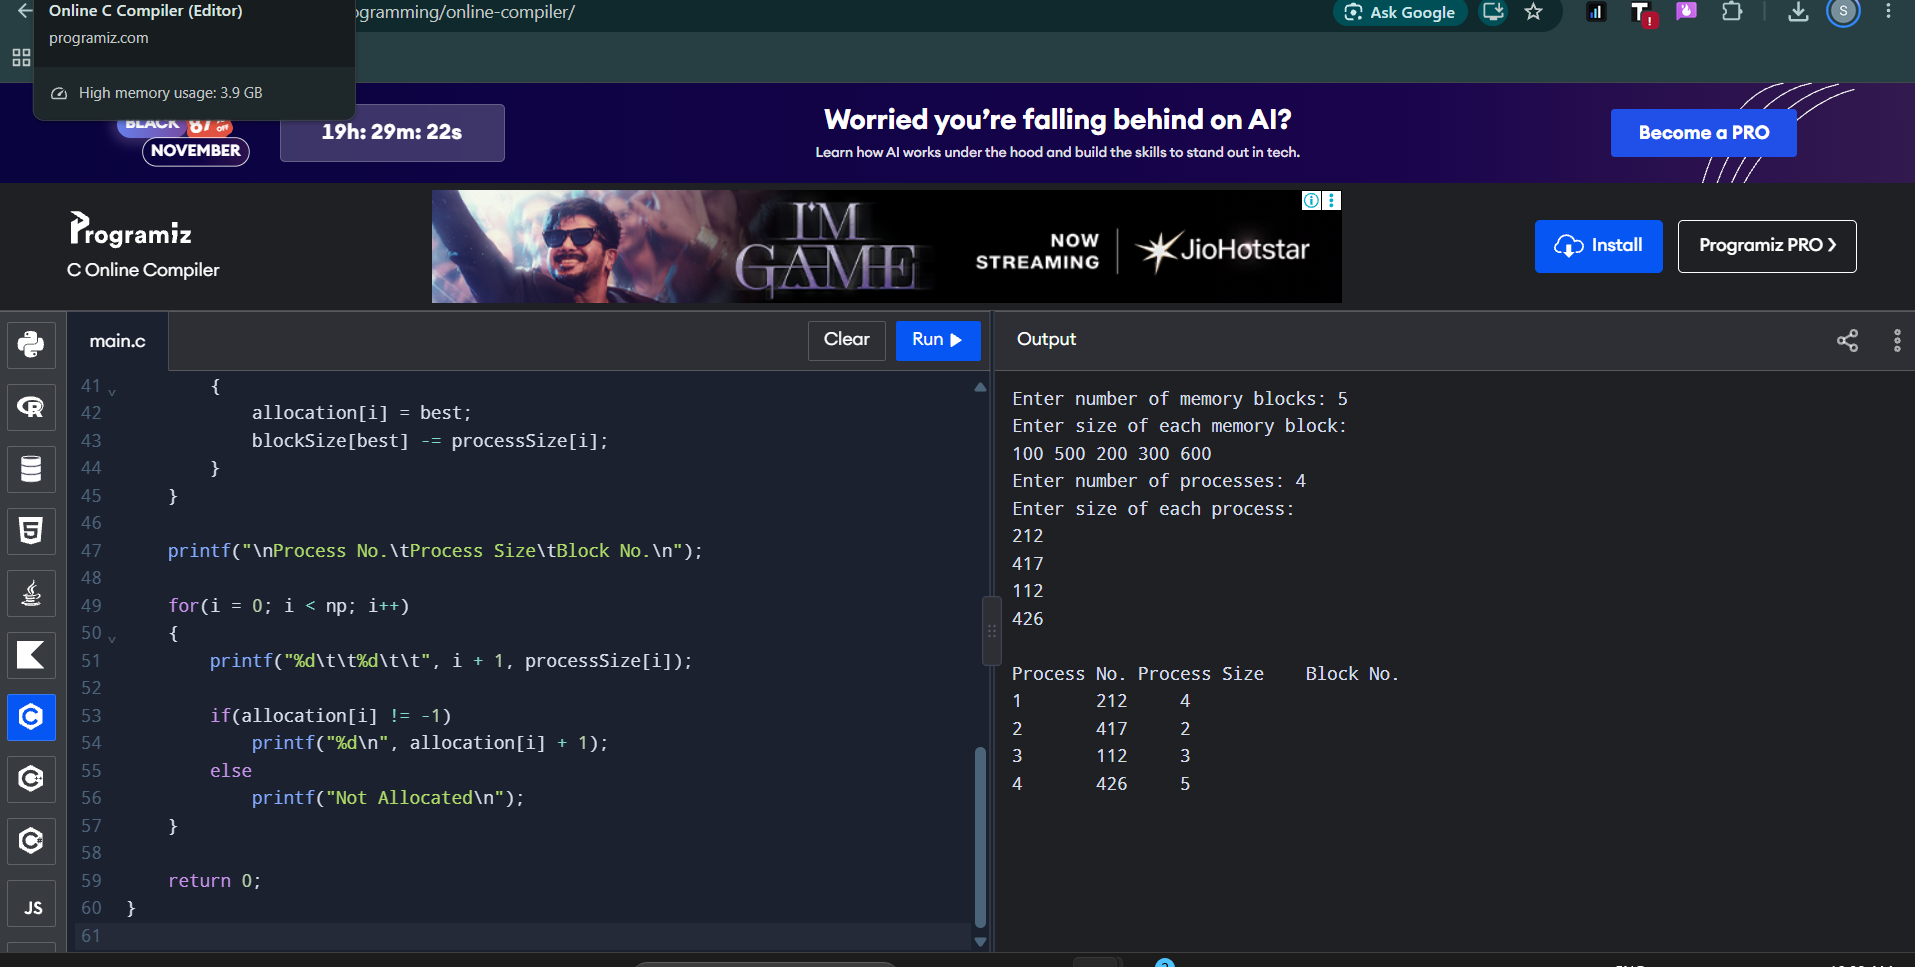 Online C Compiler (Editor)
programiz.com
High memory usage: 3.9 GB
ogramming/online-compiler/
Ask Google
S
BLACK
87% OFF
NOVEMBER
19h: 29m: 22s
Worried you’re falling behind on AI?
Learn how AI works under the hood and build the skills to stand out in tech.
Become a PRO
Programiz
C Online Compiler
I'M
GAME
NOW
STREAMING
JioHotstar
Install
Programiz PRO ›
main.c
Clear
Run
41 {
42 allocation[i] = best;
43 blockSize[best] -= processSize[i];
44 }
45 }
46
47 printf("\nProcess No.\tProcess Size\tBlock No.\n");
48
49 for(i = 0; i < np; i++)
50 {
51 printf("%d\t\t%d\t\t", i + 1, processSize[i]);
52
53 if(allocation[i] != -1)
54 printf("%d\n", allocation[i] + 1);
55 else
56 printf("Not Allocated\n");
57 }
58
59 return 0;
60 }
61
JS
Output
Enter number of memory blocks: 5
Enter size of each memory block:
100 500 200 300 600
Enter number of processes: 4
Enter size of each process:
212
417
112
426
Process No. Process Size Block No.
1 212 4
2 417 2
3 112 3
4 426 5